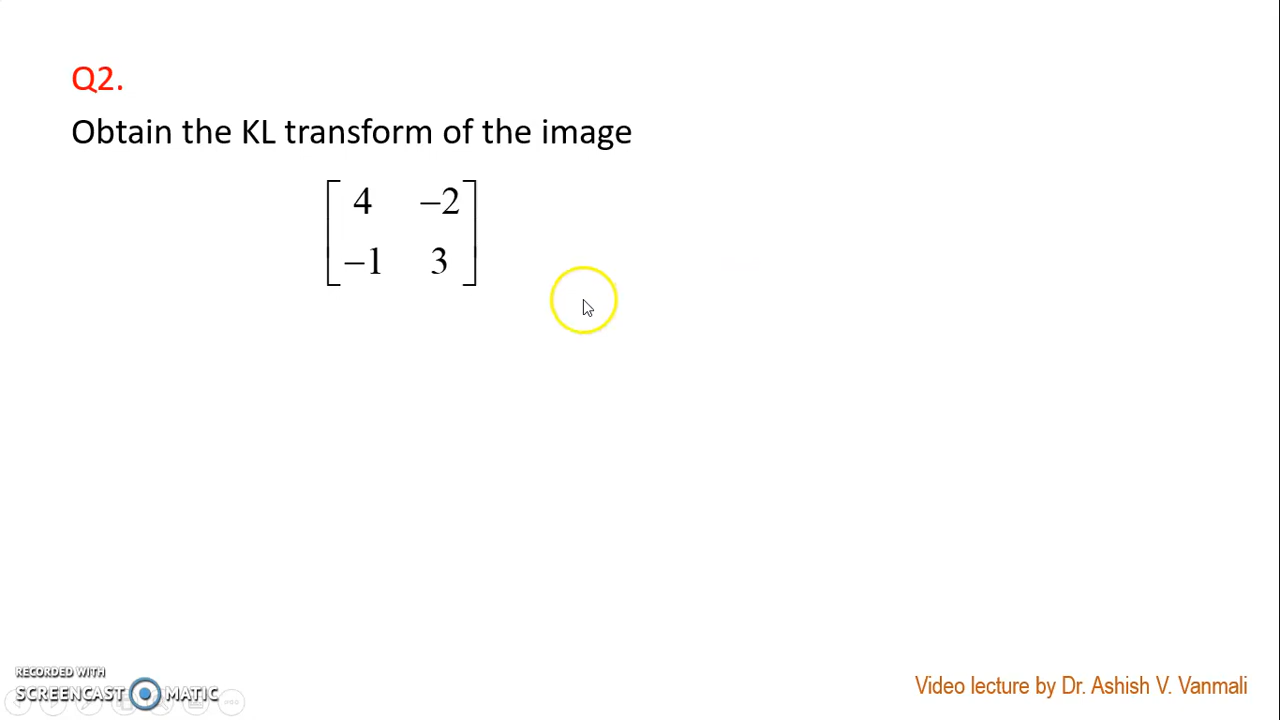 Q2.
Obtain the KL transform of the image
4 −2
−1 3
RECORDED WITH
SCREENCAST MATIC
Video lecture by Dr. Ashish V. Vanmali